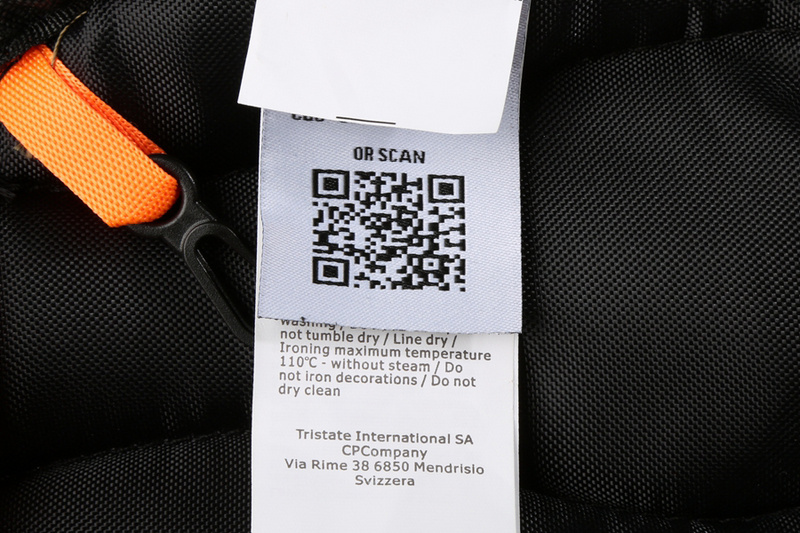 OR SCAN
washing /
not tumble dry / Line dry /
Ironing maximum temperature
110°C - without steam / Do
not iron decorations / Do not
dry clean
Tristate International SA
CPCompany
Via Rime 38 6850 Mendrisio
Svizzera